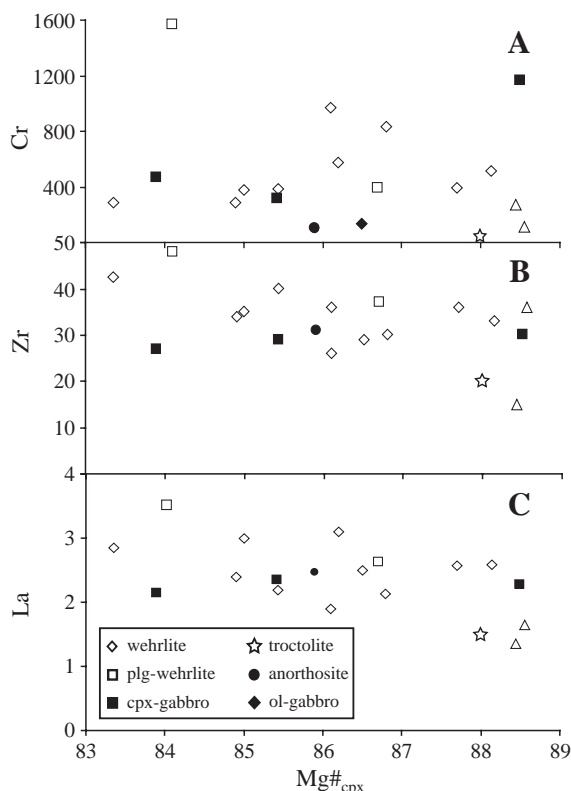 1600
A
1200
Cr
800
400
50
B
40
Zr
30
20
10
4
C
3
La
2
1
0
wehrlite
troctolite
plg-wehrlite
anorthosite
cpx-gabbro
ol-gabbro
83 84 85 86 87 88 89
Mg#cpx